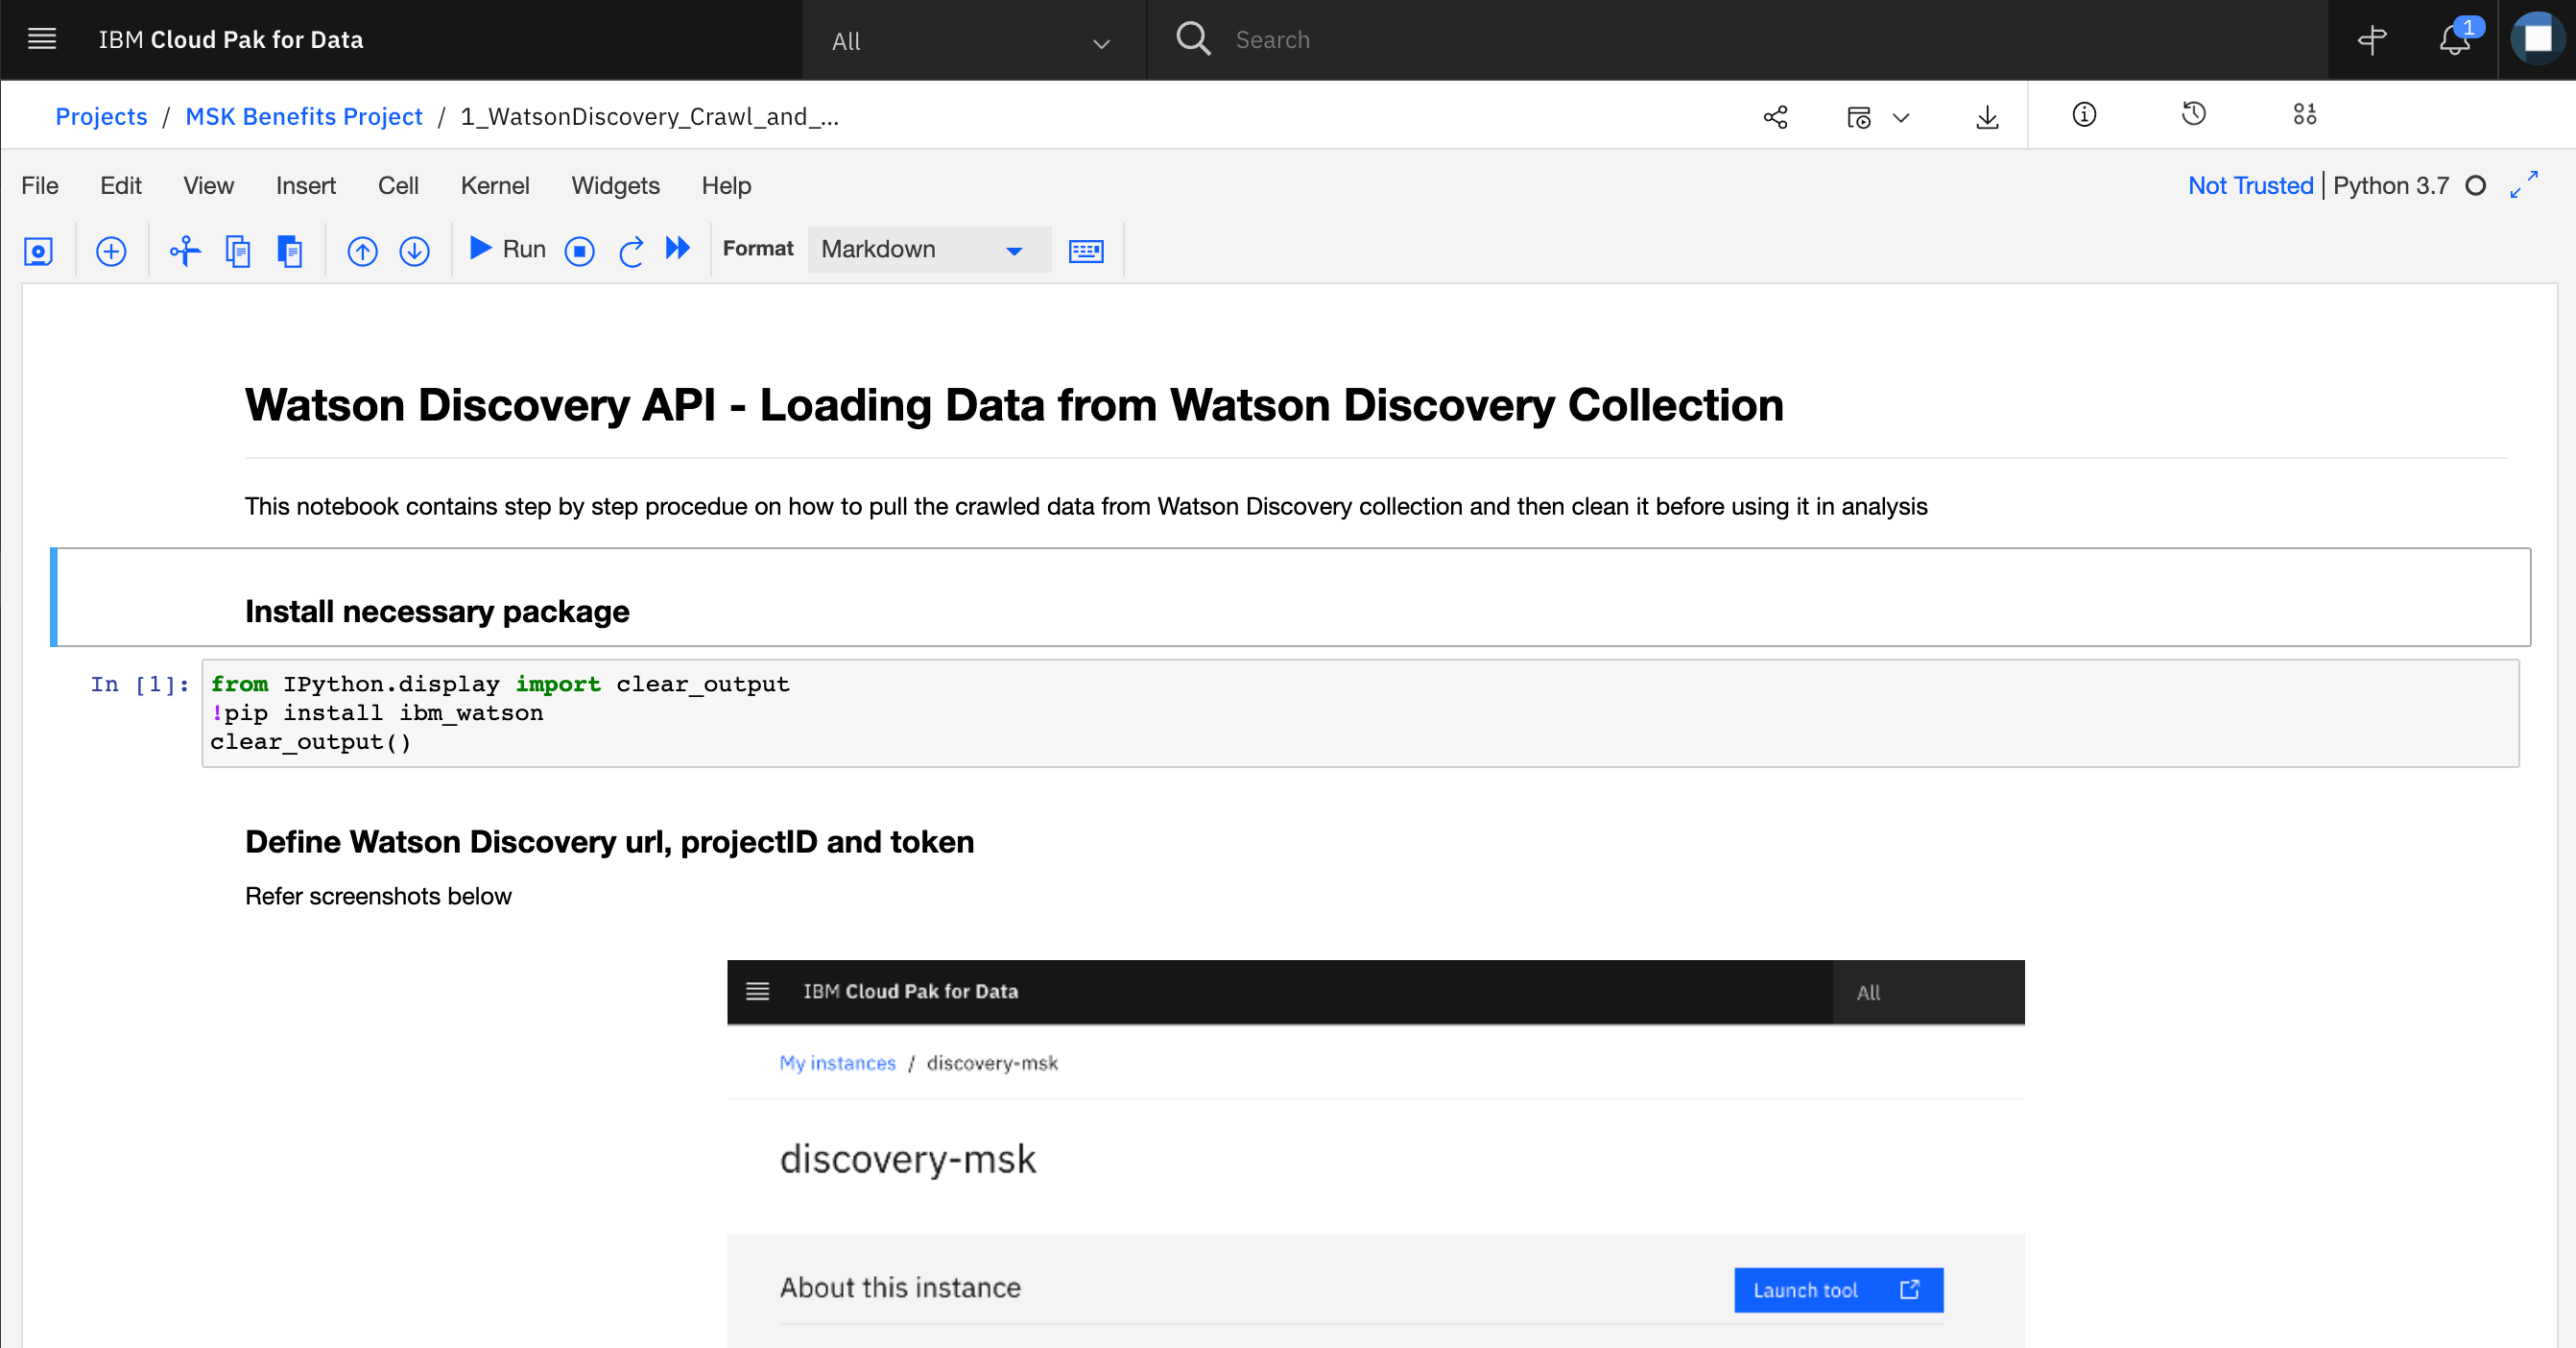 IBM Cloud Pak for Data
All
Search
1
Projects / MSK Benefits Project / 1_WatsonDiscovery_Crawl_and_...
File Edit View Insert Cell Kernel Widgets Help
Not Trusted | Python 3.7
Run
Format
Markdown
Watson Discovery API - Loading Data from Watson Discovery Collection
This notebook contains step by step procedue on how to pull the crawled data from Watson Discovery collection and then clean it before using it in analysis
Install necessary package
In [1]: from IPython.display import clear_output
!pip install ibm_watson
clear_output()
Define Watson Discovery url, projectID and token
Refer screenshots below
IBM Cloud Pak for Data
All
My instances / discovery-msk
discovery-msk
About this instance
Launch tool